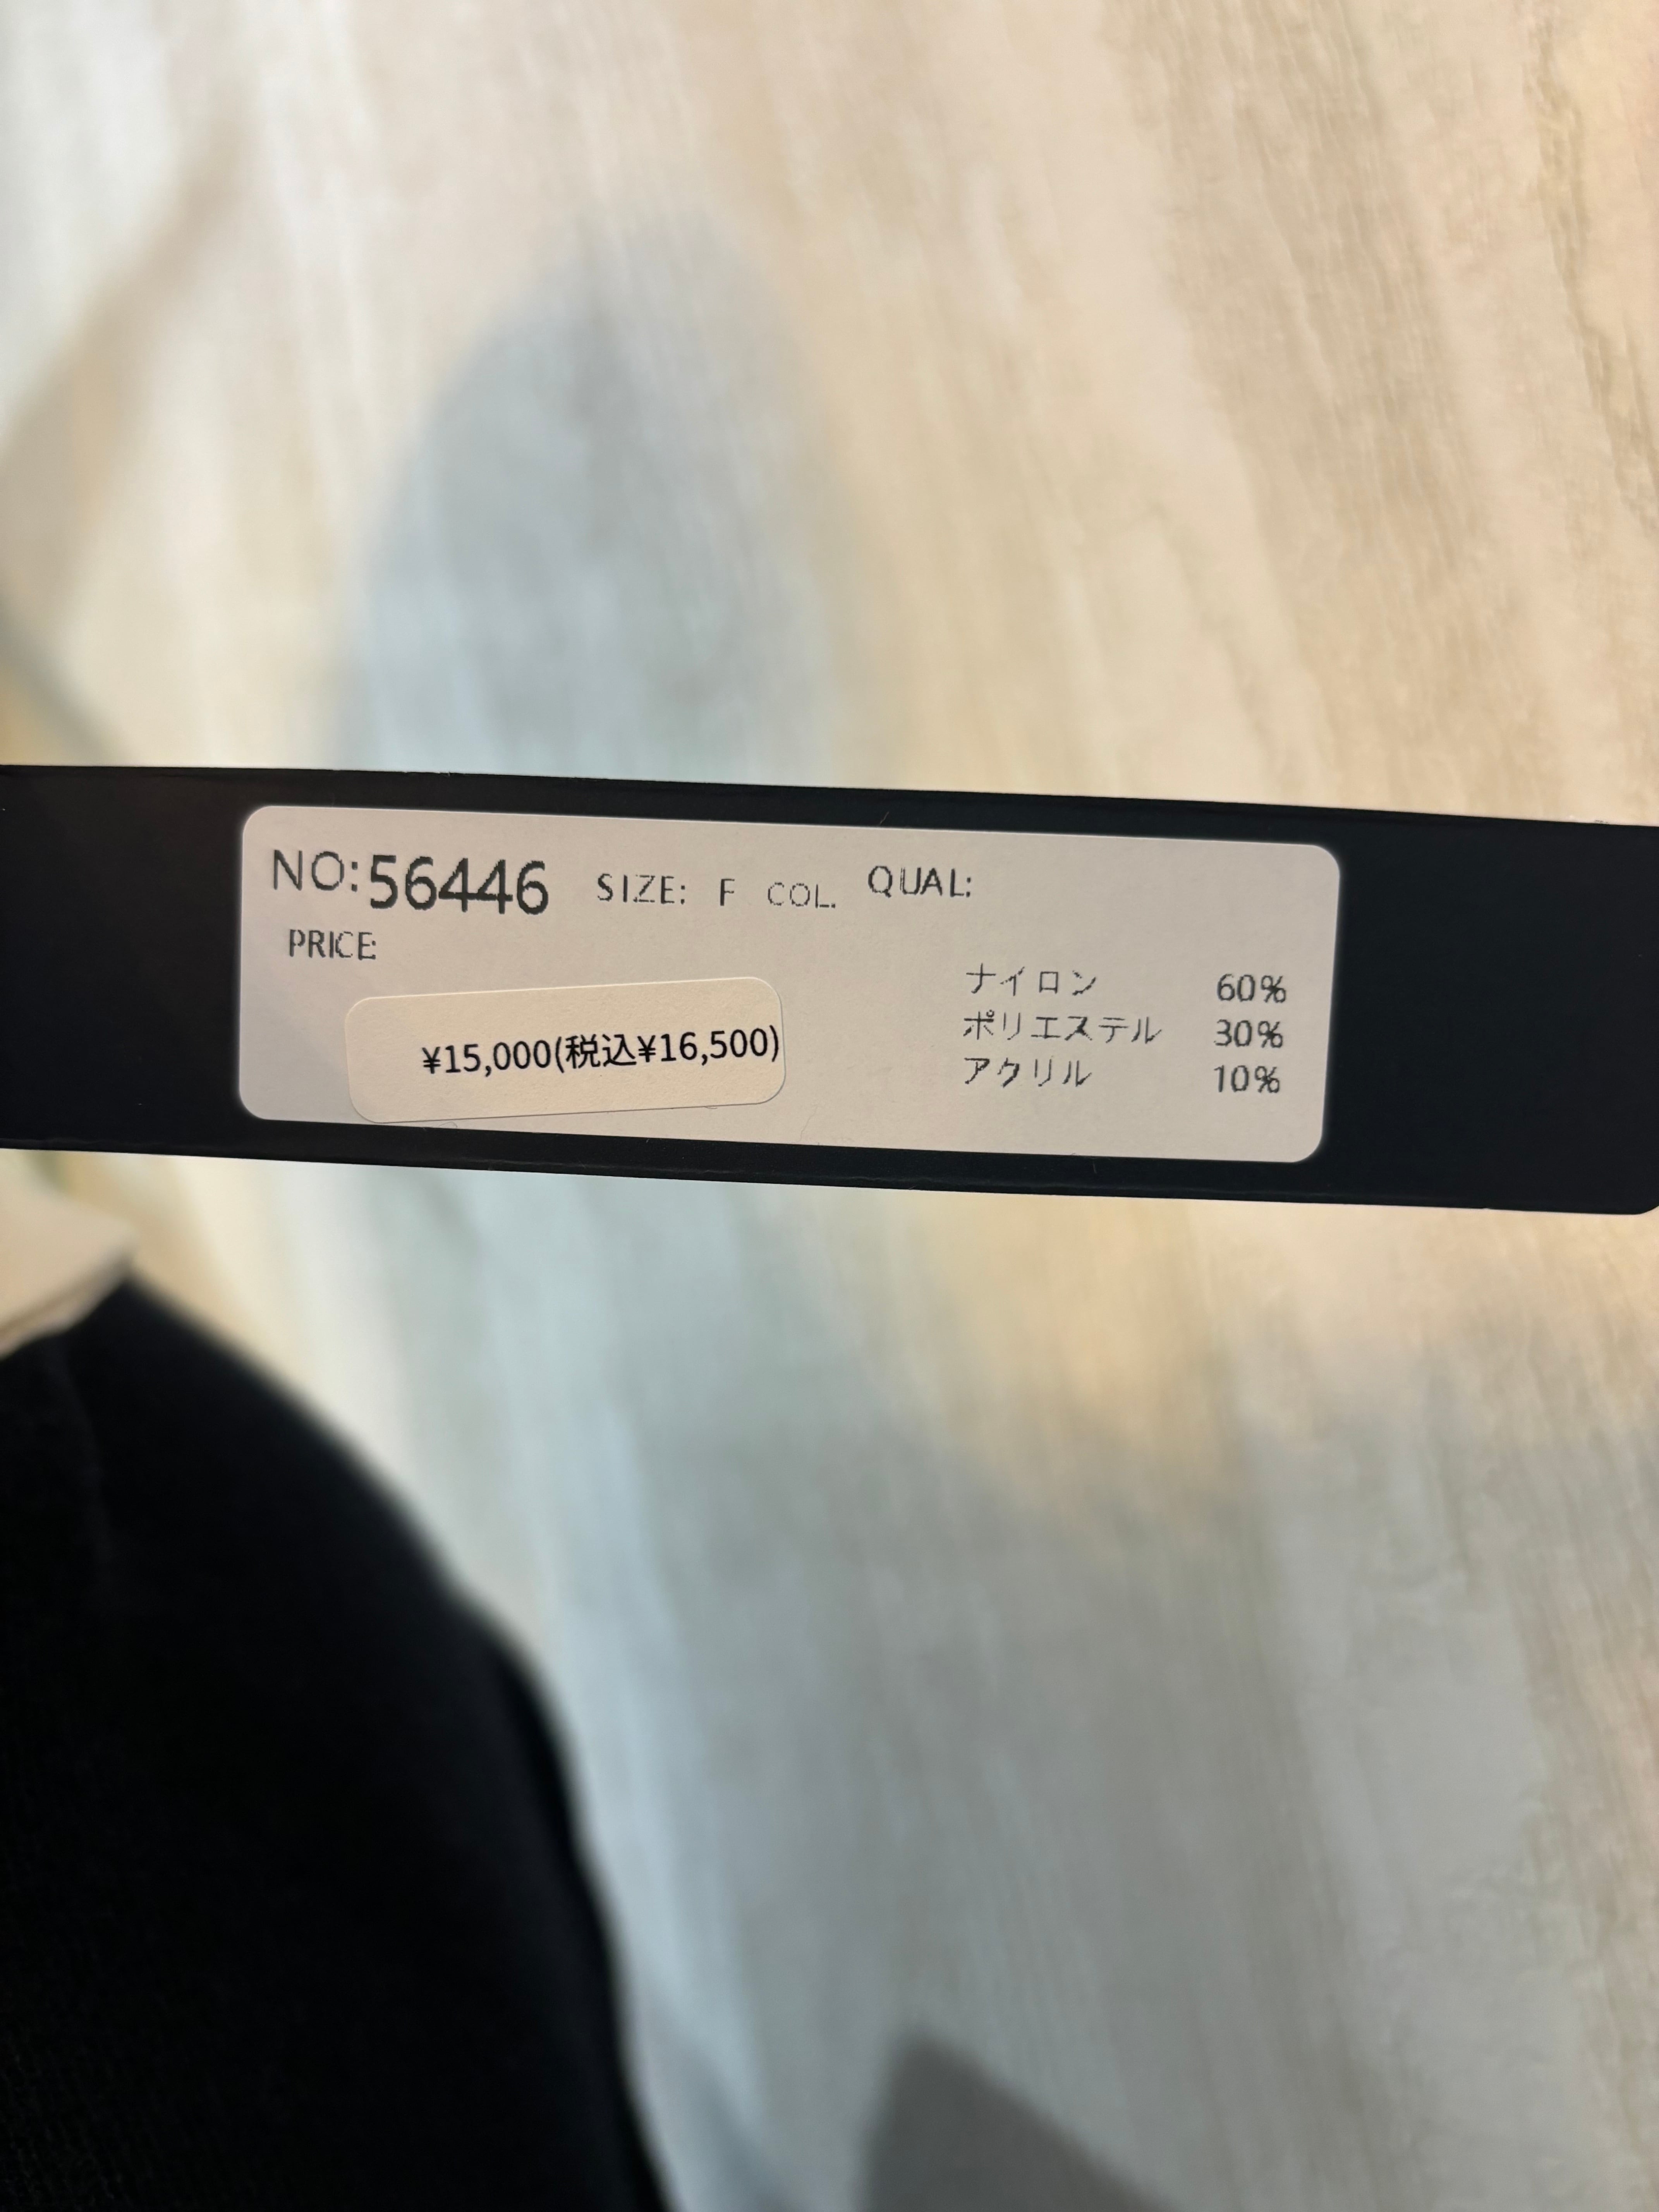 NO:56446 SIZE: F COL. QUAL:
PRICE:
ナイロン 60%
ポリエステル 30%
アクリル 10%
¥15,000(税込¥16,500)